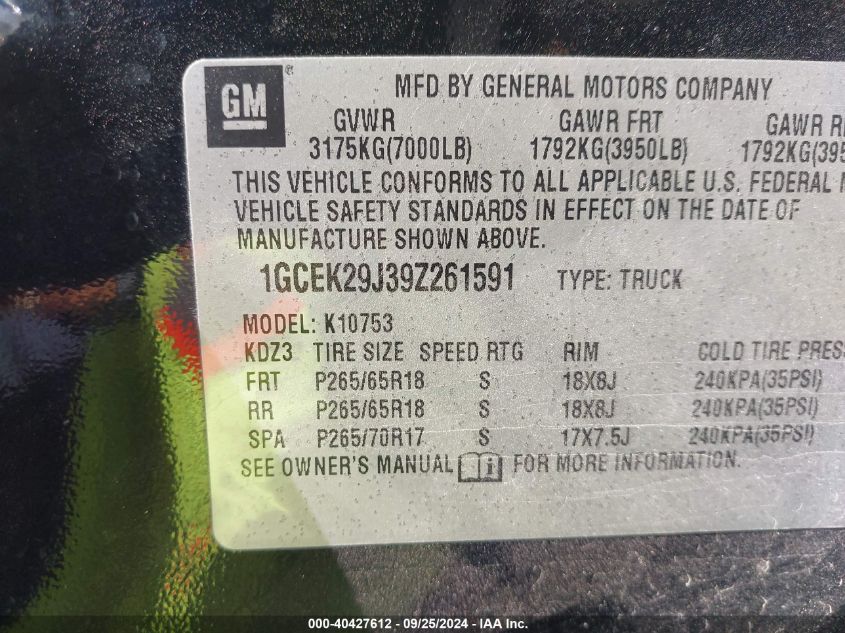 GM ®
MFD BY GENERAL MOTORS COMPANY
GVWR GAWR FRT GAWR
3175KG(7000LB) 1792KG(3950LB) 1792KG(395
THIS VEHICLE CONFORMS TO ALL APPLICABLE U.S. FEDERAL
VEHICLE SAFETY STANDARDS IN EFFECT ON THE DATE OF
MANUFACTURE SHOWN ABOVE.
1GCEK29J39Z261591 TYPE: TRUCK
MODEL: K10753
KDZ3 TIRE SIZE SPEED RTG RIM COLD TIRE PRES
FRT P265/65R18 S 18X8J 240KPA(35PSI)
RR P265/65R18 S 18X8J 240KPA(35PSI)
SPA P265/70R17 S 17X7.5J 240KPA(35PSI)
SEE OWNER'S MANUAL FOR MORE INFORMATION.
000-40427612 - 09/25/2024 - IAA, Inc.